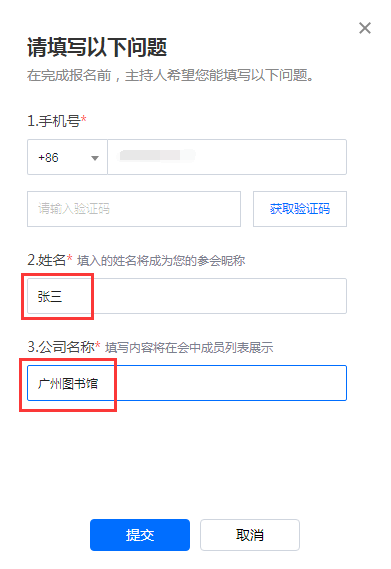 请填写以下问题
在完成报名前，主持人希望您能填写以下问题。
1.手机号*
+86
请输入验证码 获取验证码
2.姓名* 填入的姓名将成为您的参会昵称
张三
3.公司名称* 填写内容将在会中成员列表展示
广州图书馆
提交 取消